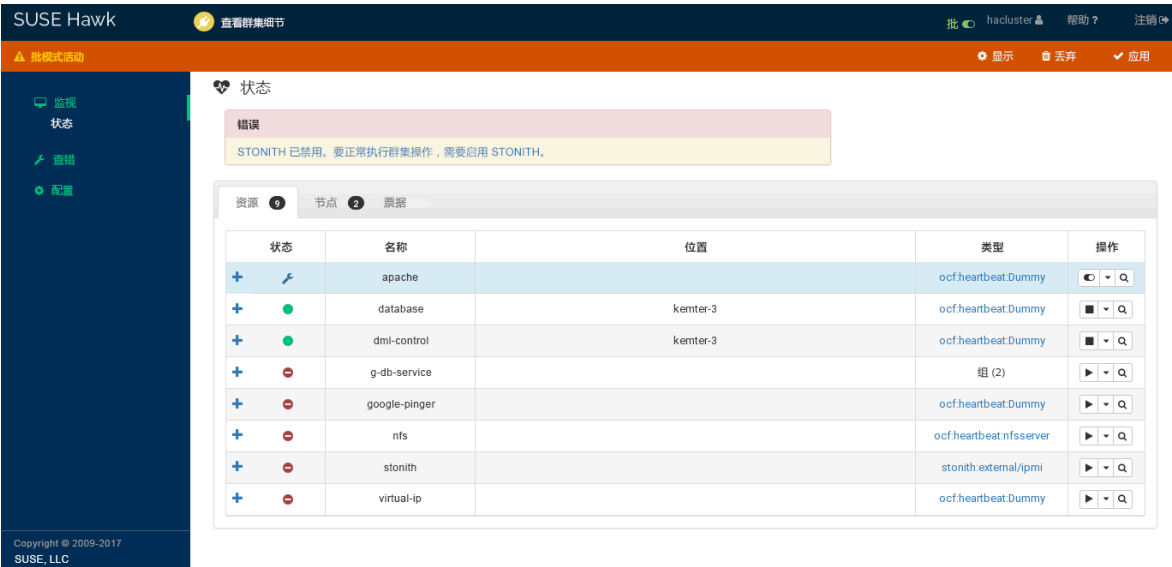 SUSE Hawk
查看群集细节
批
hacluster
帮助 ?
注销
批模式活动
显示
丢弃
应用
监视
状态
查错
配置
状态
错误
STONITH 已禁用。要正常执行群集操作，需要启用 STONITH。
资源 9 节点 2 票据
状态 名称 位置 类型 操作
apache ocf:heartbeat:Dummy
database kemter-3 ocf:heartbeat:Dummy
dml-control kemter-3 ocf:heartbeat:Dummy
g-db-service 组 (2)
google-pinger ocf:heartbeat:Dummy
nfs ocf:heartbeat:nfsserver
stonith stonith:external/ipmi
virtual-ip ocf:heartbeat:Dummy
Copyright © 2009-2017
SUSE, LLC